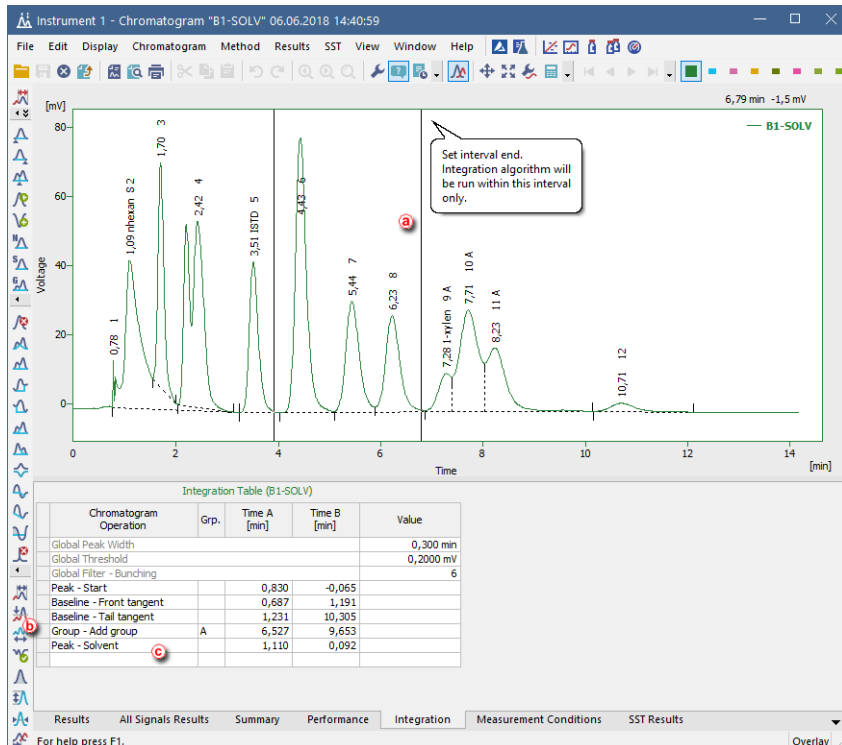 Instrument 1 - Chromatogram "B1-SOLV" 06.06.2018 14:40:59
File Edit Display Chromatogram Method Results SST View Window Help
6,79 min -1,5 mV
[mV]
B1-SOLV
80
60
40
20
0
Voltage
0,78 1
1,09 nhexan S 2
1,70 3
2,42 4
3,51 ISTD 5
4,43 6
5,44 7
6,23 8
7,28 1-xylen 9 A
7,71 10 A
8,23 11 A
10,71 12
Set interval end.
Integration algorithm will
be run within this interval
only.
a
0 2 4 6 8 10 12 14
Time
[min]
Integration Table (B1-SOLV)
Chromatogram Operation Grp. Time A [min] Time B [min] Value
Global Peak Width 0,300 min
Global Threshold 0,2000 mV
Global Filter - Bunching 6
Peak - Start 0,830 -0,065
Baseline - Front tangent 0,687 1,191
Baseline - Tail tangent 1,231 10,305
Group - Add group A 6,527 9,653
Peak - Solvent 1,110 0,092
b
c
Results All Signals Results Summary Performance Integration Measurement Conditions SST Results
For help press F1. Overlay